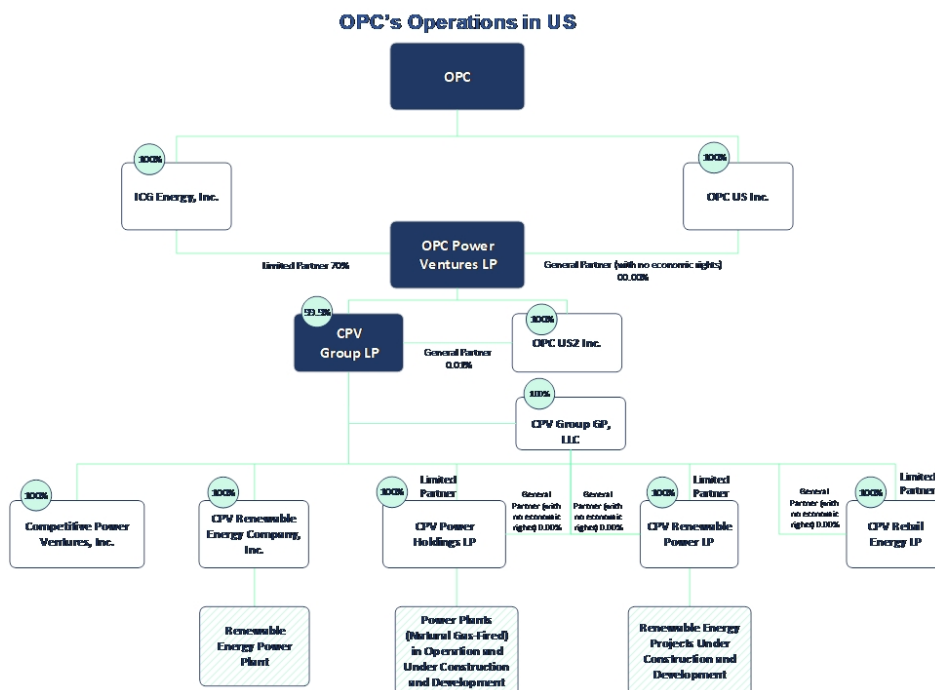 OPC's Operations in US
OPC
100%
ICG Energy, Inc.
100%
OPC US Inc.
Limited Partner 70%
OPC Power
Ventures LP
General Partner (with no economic rights)
00.00%
99.9%
CPV
Group LP
General Partner
0.01%
100%
OPC US2 Inc.
100%
CPV Group GP,
LLC
100%
Competitive Power
Ventures, Inc.
100%
CPV Renewable
Energy Company,
Inc.
Limited
Partner
100%
CPV Power
Holdings LP
General
Partner (with
no economic
rights) 0.00%
General
Partner (with
no economic
rights) 0.00%
Limited
Partner
100%
CPV Renewable
Power LP
General
Partner (with
no economic
rights) 0.00%
Limited
Partner
100%
CPV Retail
Energy LP
Renewable
Energy Power
Plant
Power Plants
(Natural Gas-Fired)
in Operation and
Under Construction
and Development
Renewable Energy
Projects Under
Construction and
Development